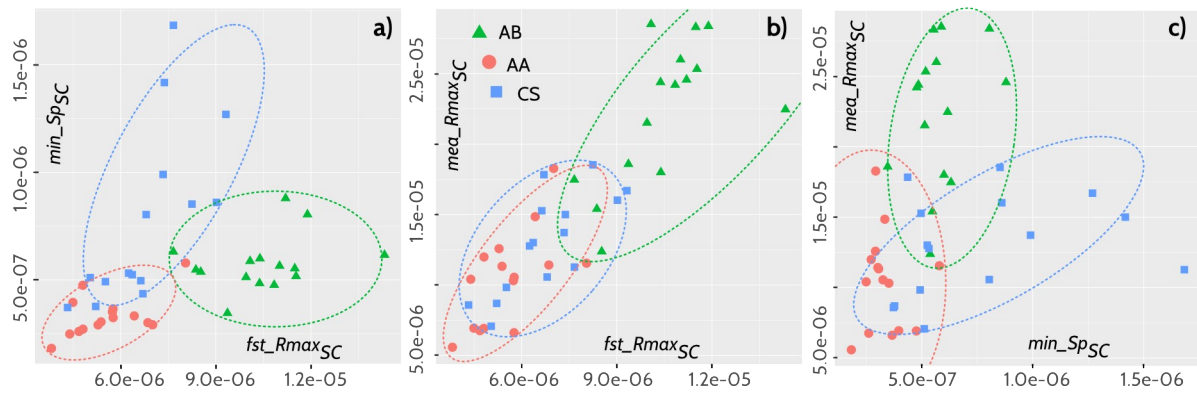 a)
1.5e-06
1.0e-06
5.0e-07
min_Sp_SC
fst_Rmax_SC
6.0e-06 9.0e-06 1.2e-05
b)
AB
AA
CS
2.5e-05
1.5e-05
5.0e-06
mea_Rmax_SC
fst_Rmax_SC
6.0e-06 9.0e-06 1.2e-05
c)
2.5e-05
1.5e-05
5.0e-06
mea_Rmax_SC
min_Sp_SC
5.0e-07 1.0e-06 1.5e-06